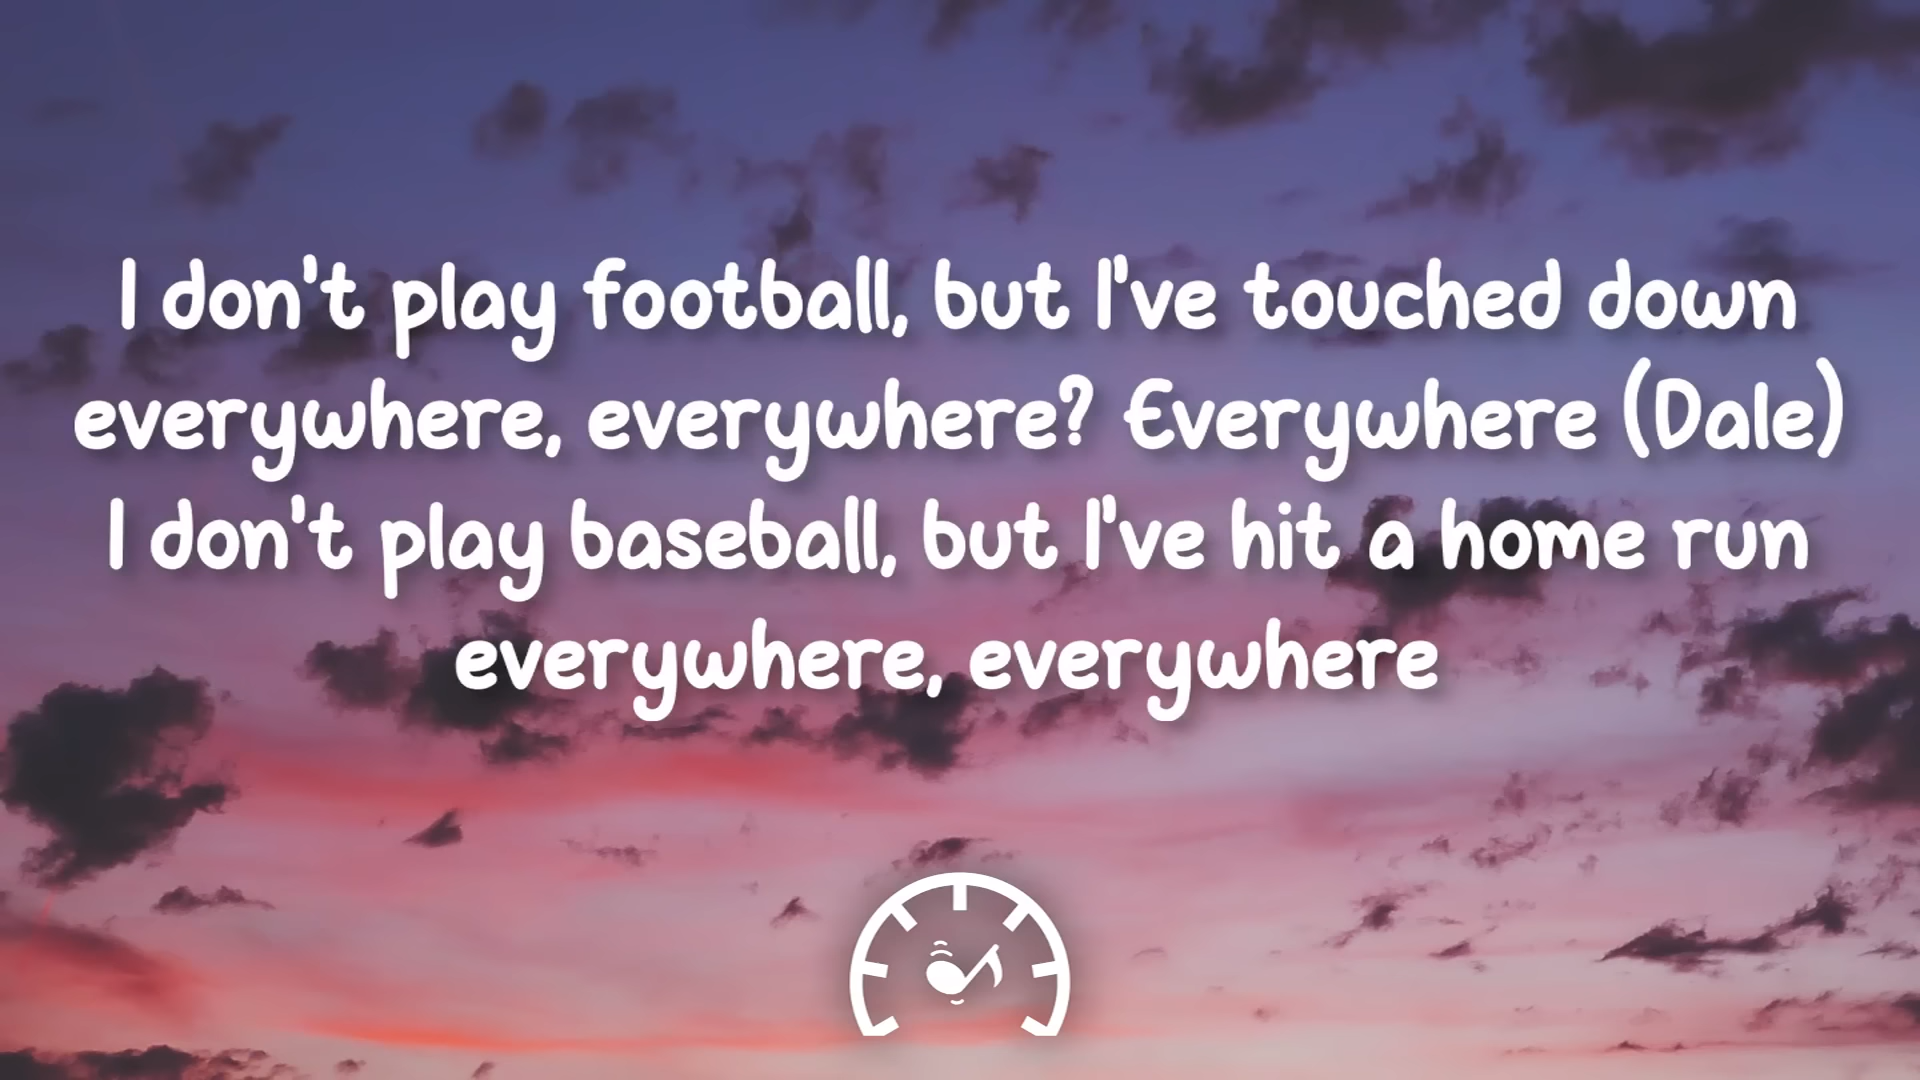 I don't play football, but I've touched down
everywhere, everywhere? Everywhere (Dale)
I don't play baseball, but I've hit a home run
everywhere, everywhere